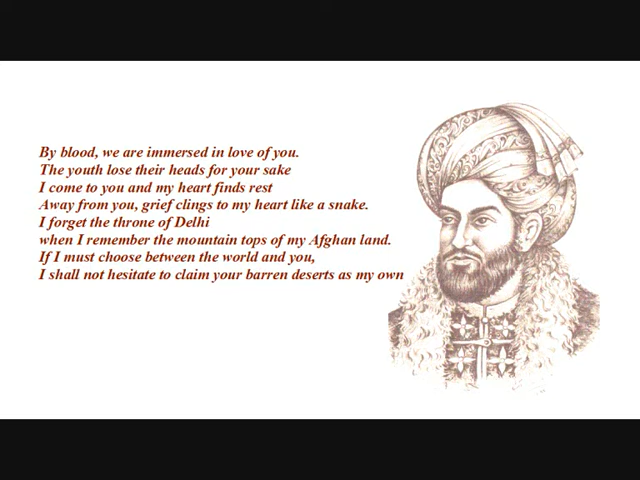 By blood, we are immersed in love of you.
The youth lose their heads for your sake
I come to you and my heart finds rest
Away from you, grief clings to my heart like a snake.
I forget the throne of Delhi
when I remember the mountain tops of my Afghan land.
If I must choose between the world and you,
I shall not hesitate to claim your barren deserts as my own